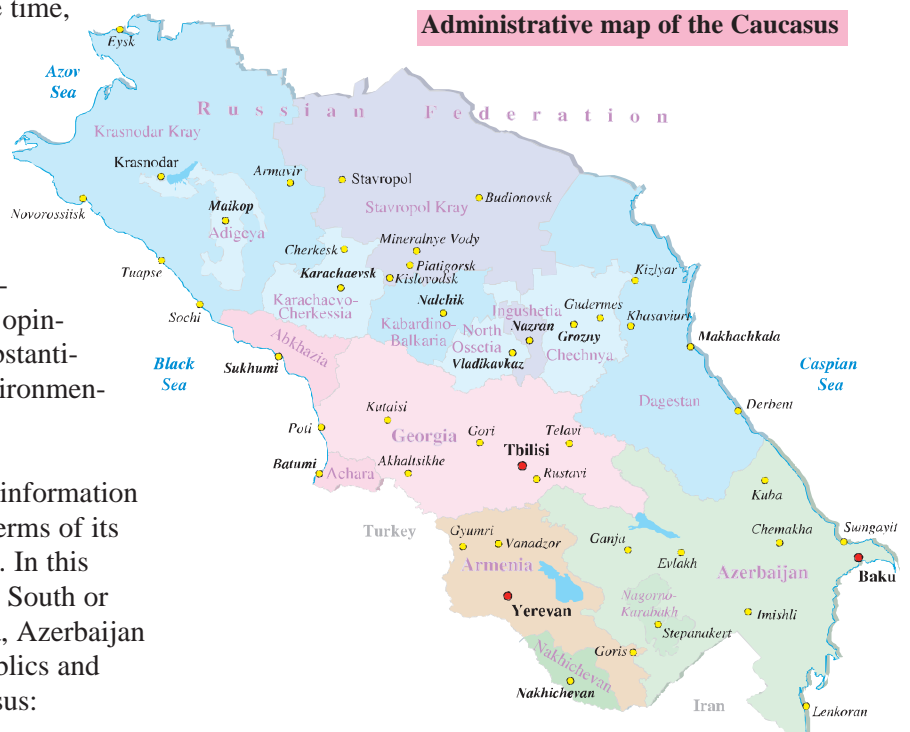 e time,
Administrative map of the Caucasus
Eysk
Azov
Sea
Russian Federation
Krasnodar Kray
Krasnodar
Armavir
Stavropol
Budionovsk
Stavropol Kray
Novorossiisk
Maikop
Adigeya
Cherkesk
Mineralnye Vody
Piatigorsk
Kislovodsk
Karachaevsk
Karachaevo-
Cherkessia
Tuapse
Sochi
Nalchik
Kabardino-
Balkaria
North
Ossetia
Vladikavkaz
Ingushetia
Nazran
Gudermes
Grozny
Chechnya
Kizlyar
Khasaviurt
Makhachkala
Dagestan
Derbent
Caspian
Sea
Black
Sea
Abkhazia
Sukhumi
-
opin-
ostanti-
vironmen-
Kutaisi
Poti
Georgia
Gori
Telavi
Tbilisi
Rustavi
Batumi
Achara
Akhaltsikhe
information
erms of its
. In this
South or
, Azerbaijan
blics and
sus:
Turkey
Gyumri
Vanadzor
Armenia
Yerevan
Ganja
Evlakh
Kuba
Chemakha
Sumgayit
Baku
Azerbaijan
Nagorno-
Karabakh
Stepanakert
Imishli
Goris
Nakhichevan
Nakhichevan
Iran
Lenkoran